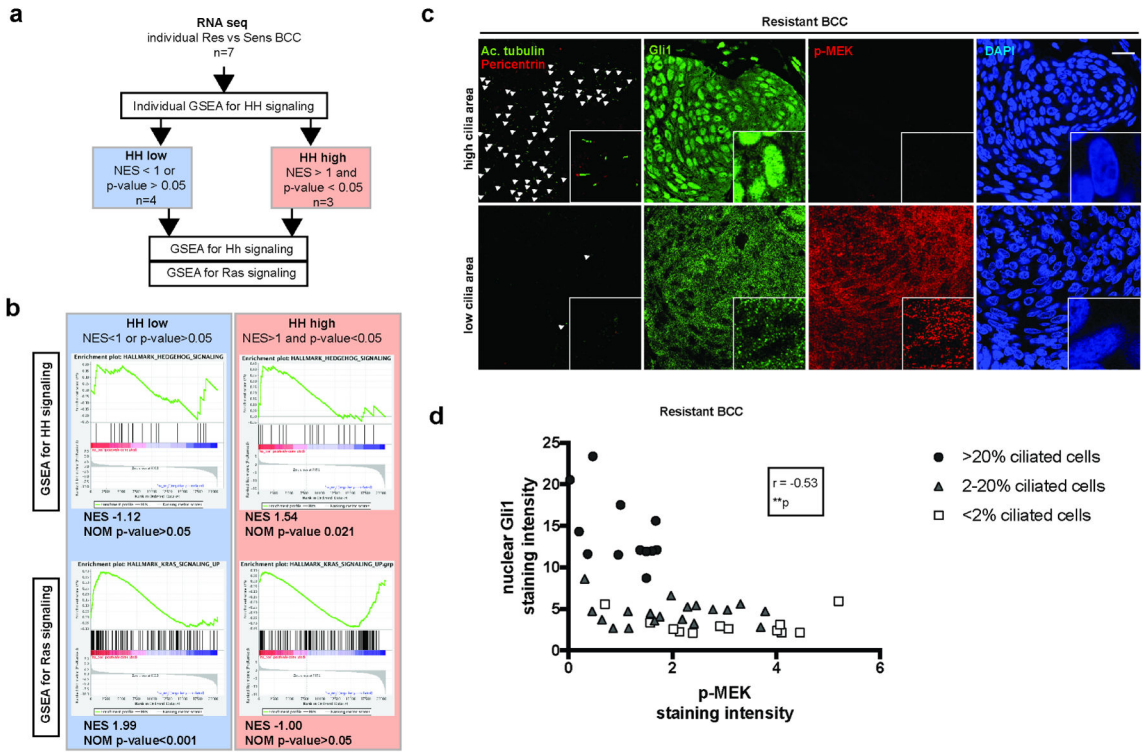 a
RNA seq
individual Res vs Sens BCC
n=7
Individual GSEA for HH signaling
HH low
NES < 1 or
p-value > 0.05
n=4
HH high
NES > 1 and
p-value < 0.05
n=3
GSEA for Hh signaling
GSEA for Ras signaling
b
HH low
NES<1 or p-value>0.05
HH high
NES>1 and p-value<0.05
GSEA for HH signaling
Enrichment plot: HALLMARK_HEDGEHOG_SIGNALING
NES -1.12
NOM p-value>0.05
Enrichment plot: HALLMARK_HEDGEHOG_SIGNALING
NES 1.54
NOM p-value 0.021
GSEA for Ras signaling
Enrichment plot: HALLMARK_KRAS_SIGNALING_UP
NES 1.99
NOM p-value<0.001
Enrichment plot: HALLMARK_KRAS_SIGNALING_UP
NES -1.00
NOM p-value>0.05
c
Resistant BCC
Ac. tubulin
Pericentrin
Gli1
p-MEK
DAPI
high cilia area
low cilia area
d
Resistant BCC
nuclear Gli1
staining intensity
25
20
15
10
5
0
0
2
4
6
p-MEK
staining intensity
r = -0.53
**p
>20% ciliated cells
2-20% ciliated cells
<2% ciliated cells